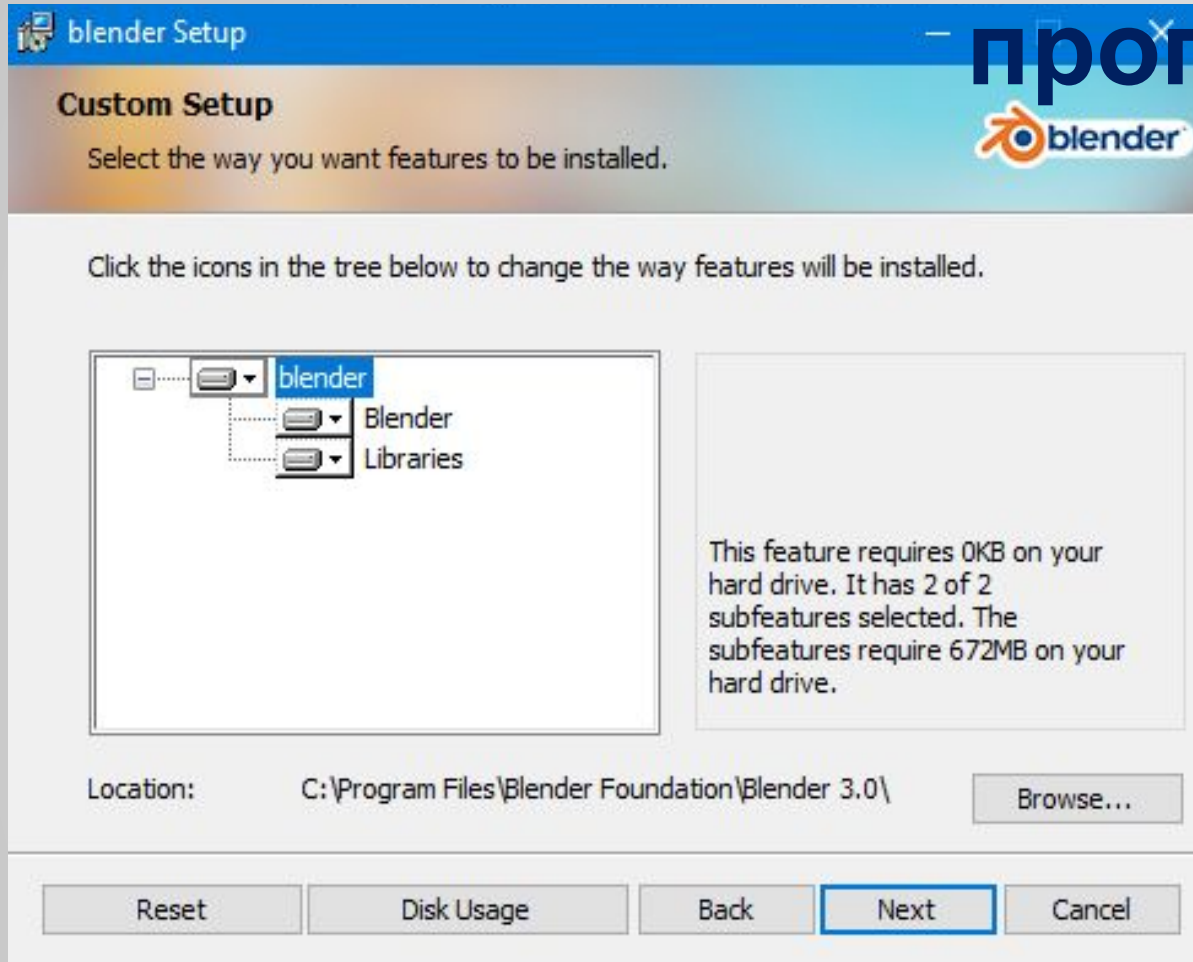 blender Setup
прог
Custom Setup
Select the way you want features to be installed.
blender
Click the icons in the tree below to change the way features will be installed.
blender
Blender
Libraries
This feature requires 0KB on your
hard drive. It has 2 of 2
subfeatures selected. The
subfeatures require 672MB on your
hard drive.
Location: C:\Program Files\Blender Foundation\Blender 3.0\ Browse...
Reset Disk Usage Back Next Cancel